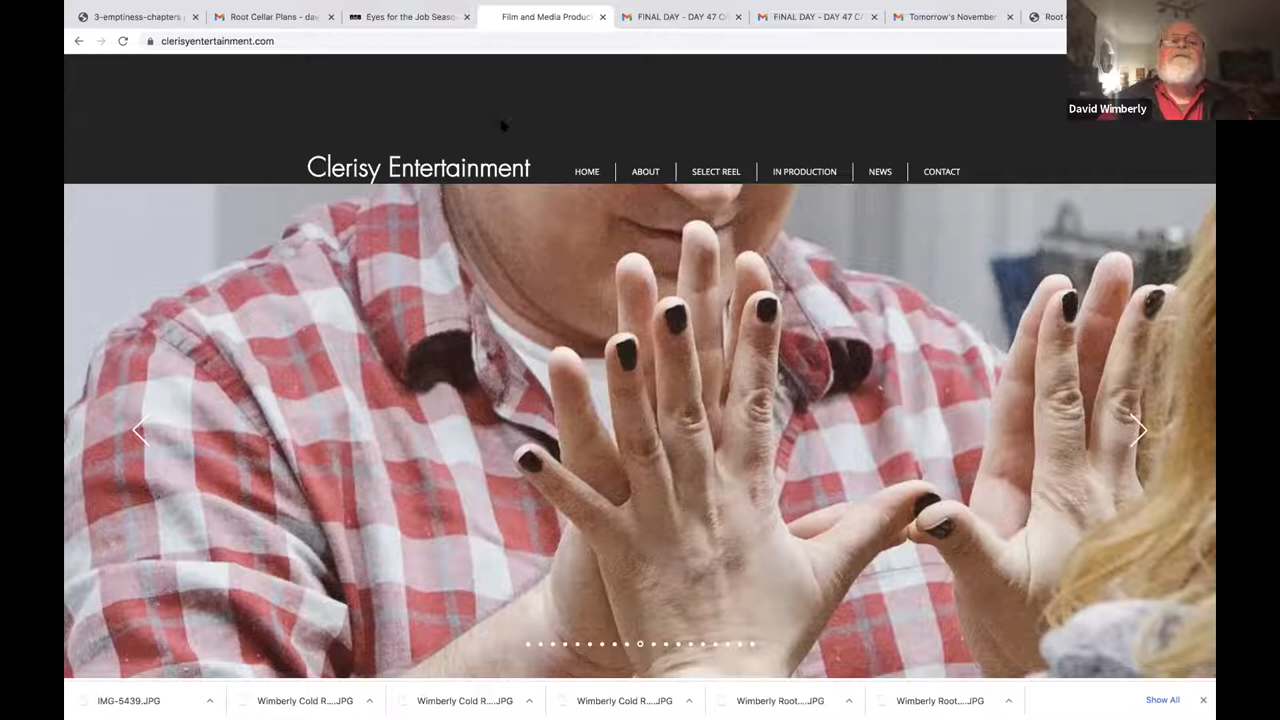 3-emptiness-chapters
Root Cellar Plans - dav
Eyes for the Job Seaso
Film and Media Produc
FINAL DAY - DAY 47 C
FINAL DAY - DAY 47 CA
Tomorrow's November
Root
clerisyentertainment.com
David Wimberly
Clerisy Entertainment
HOME
ABOUT
SELECT REEL
IN PRODUCTION
NEWS
CONTACT
IMG-5439.JPG
Wimberly Cold R....JPG
Wimberly Cold R....JPG
Wimberly Cold R....JPG
Wimberly Root....JPG
Wimberly Root....JPG
Show All